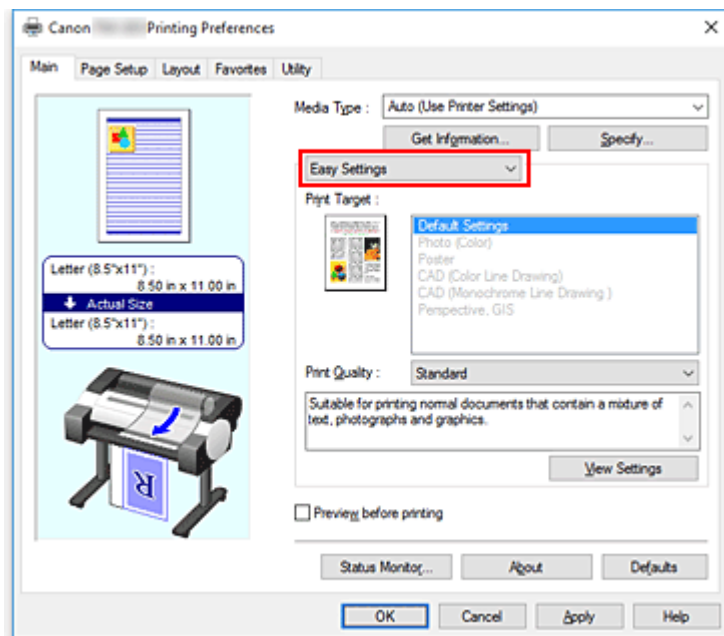 Canon Printing Preferences
Main Page Setup Layout Favorites Utility
Media Type : Auto (Use Printer Settings)
Get Information... Specify...
Easy Settings
Print Target :
Default Settings
Photo (Color)
Poster
CAD (Color Line Drawing)
CAD (Monochrome Line Drawing )
Perspective, GIS
Letter (8.5"x11") :
8.50 in x 11.00 in
Actual Size
Letter (8.5"x11") :
8.50 in x 11.00 in
R
Print Quality : Standard
Suitable for printing normal documents that contain a mixture of
text, photographs and graphics.
View Settings
Preview before printing
Status Monitor... About Defaults
OK Cancel Apply Help